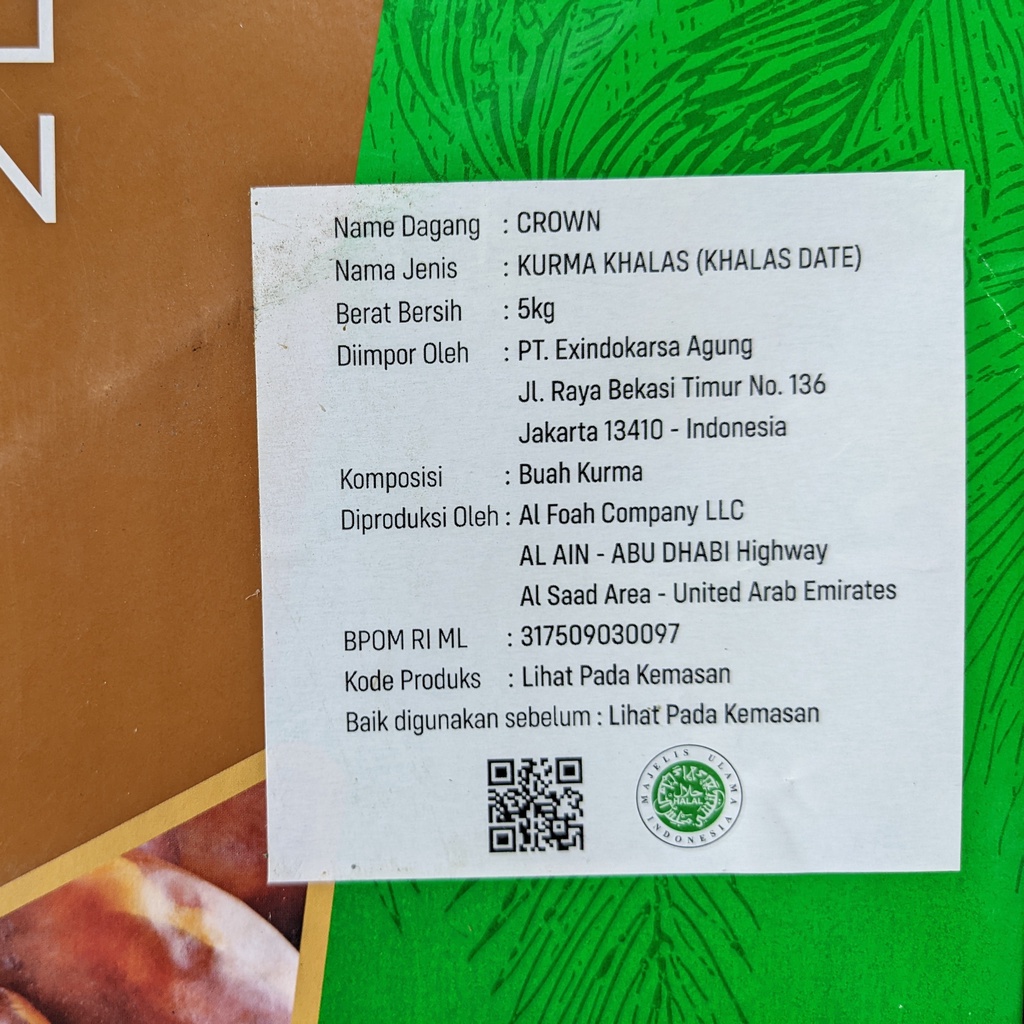 Name Dagang : CROWN
Nama Jenis : KURMA KHALAS (KHALAS DATE)
Berat Bersih : 5kg
Diimpor Oleh : PT. Exindokarsa Agung
Jl. Raya Bekasi Timur No. 136
Jakarta 13410 - Indonesia
Komposisi : Buah Kurma
Diproduksi Oleh : Al Foah Company LLC
AL AIN - ABU DHABI Highway
Al Saad Area - United Arab Emirates
BPOM RI ML : 317509030097
Kode Produks : Lihat Pada Kemasan
Baik digunakan sebelum : Lihat Pada Kemasan
MAJELIS ULAMA INDONESIA
حلال
HALAL